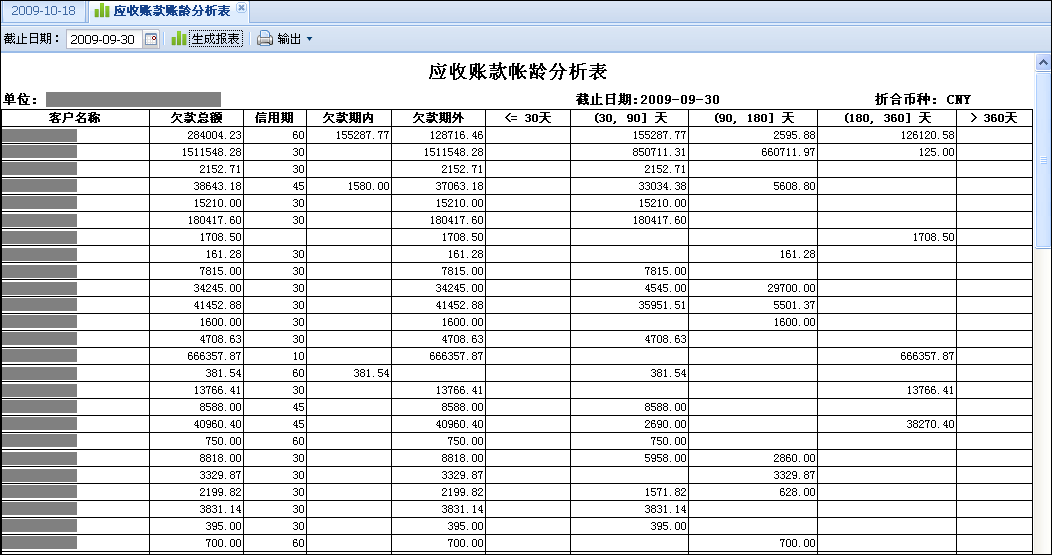 2009-10-18 应收账款账龄分析表
截止日期： 2009-09-30 生成报表 输出
应收账款帐龄分析表
单位： 截止日期:2009-09-30 折合币种：CNY
客户名称 欠款总额 信用期 欠款期内 欠款期外 <= 30天 (30, 90] 天 (90, 180] 天 (180, 360] 天 > 360天
284004.23 60 155287.77 128716.46 155287.77 2595.88 126120.58
1511548.28 30 1511548.28 850711.31 660711.97 125.00
2152.71 30 2152.71 2152.71
38643.18 45 1580.00 37063.18 33034.38 5608.80
15210.00 30 15210.00 15210.00
180417.60 30 180417.60 180417.60
1708.50 1708.50 1708.50
161.28 30 161.28 161.28
7815.00 30 7815.00 7815.00
34245.00 30 34245.00 4545.00 29700.00
41452.88 30 41452.88 35951.51 5501.37
1600.00 30 1600.00 1600.00
4708.63 30 4708.63 4708.63
666357.87 10 666357.87 666357.87
381.54 60 381.54 381.54
13766.41 30 13766.41 13766.41
8588.00 45 8588.00 8588.00
40960.40 45 40960.40 2690.00 38270.40
750.00 60 750.00 750.00
8818.00 30 8818.00 5958.00 2860.00
3329.87 30 3329.87 3329.87
2199.82 30 2199.82 1571.82 628.00
3831.14 30 3831.14 3831.14
395.00 30 395.00 395.00
700.00 60 700.00 700.00